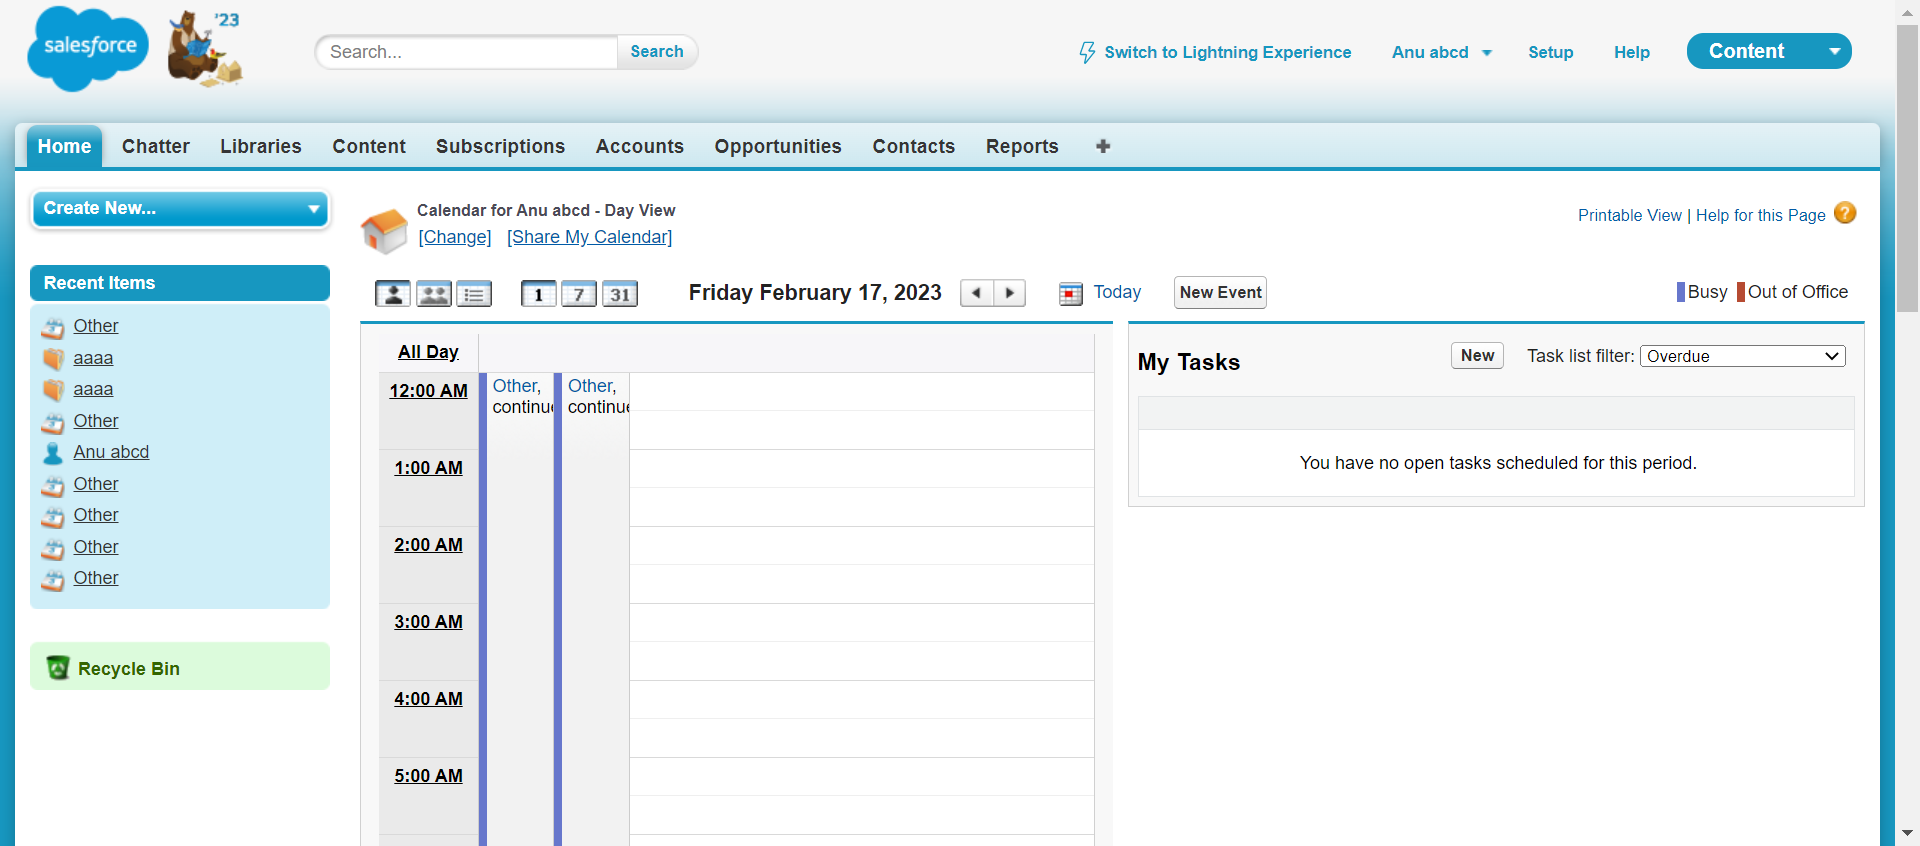 salesforce
'23
Search...
Search
Switch to Lightning Experience
Anu abcd
Setup
Help
Content
Home
Chatter
Libraries
Content
Subscriptions
Accounts
Opportunities
Contacts
Reports
Create New...
Recent Items
Other
aaaa
aaaa
Other
Anu abcd
Other
Other
Other
Other
Recycle Bin
Calendar for Anu abcd - Day View
[Change] [Share My Calendar]
Printable View | Help for this Page ?
1 7 31
Friday February 17, 2023
Today
New Event
Busy Out of Office
All Day
12:00 AM
Other,
continue
Other,
continue
1:00 AM
2:00 AM
3:00 AM
4:00 AM
5:00 AM
My Tasks
New
Task list filter: Overdue
You have no open tasks scheduled for this period.